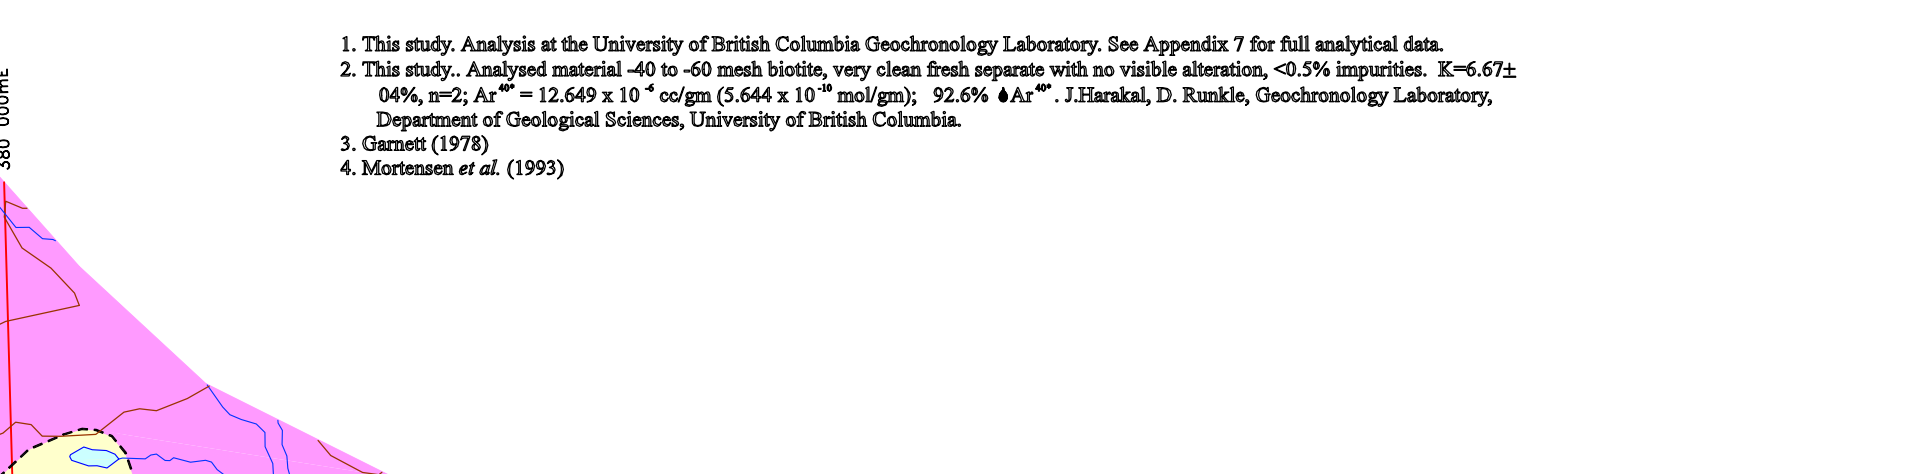 1. This study. Analysis at the University of British Columbia Geochronology Laboratory. See Appendix 7 for full analytical data.
2. This study.. Analysed material -40 to -60 mesh biotite, very clean fresh separate with no visible alteration, <0.5% impurities. K=6.67±
04%, n=2; Ar⁴⁰* = 12.649 x 10⁻⁶ cc/gm (5.644 x 10⁻¹⁰ mol/gm); 92.6% Ar⁴⁰*. J.Harakal, D. Runkle, Geochronology Laboratory,
Department of Geological Sciences, University of British Columbia.
3. Garnett (1978)
4. Mortensen et al. (1993)
380 000mE